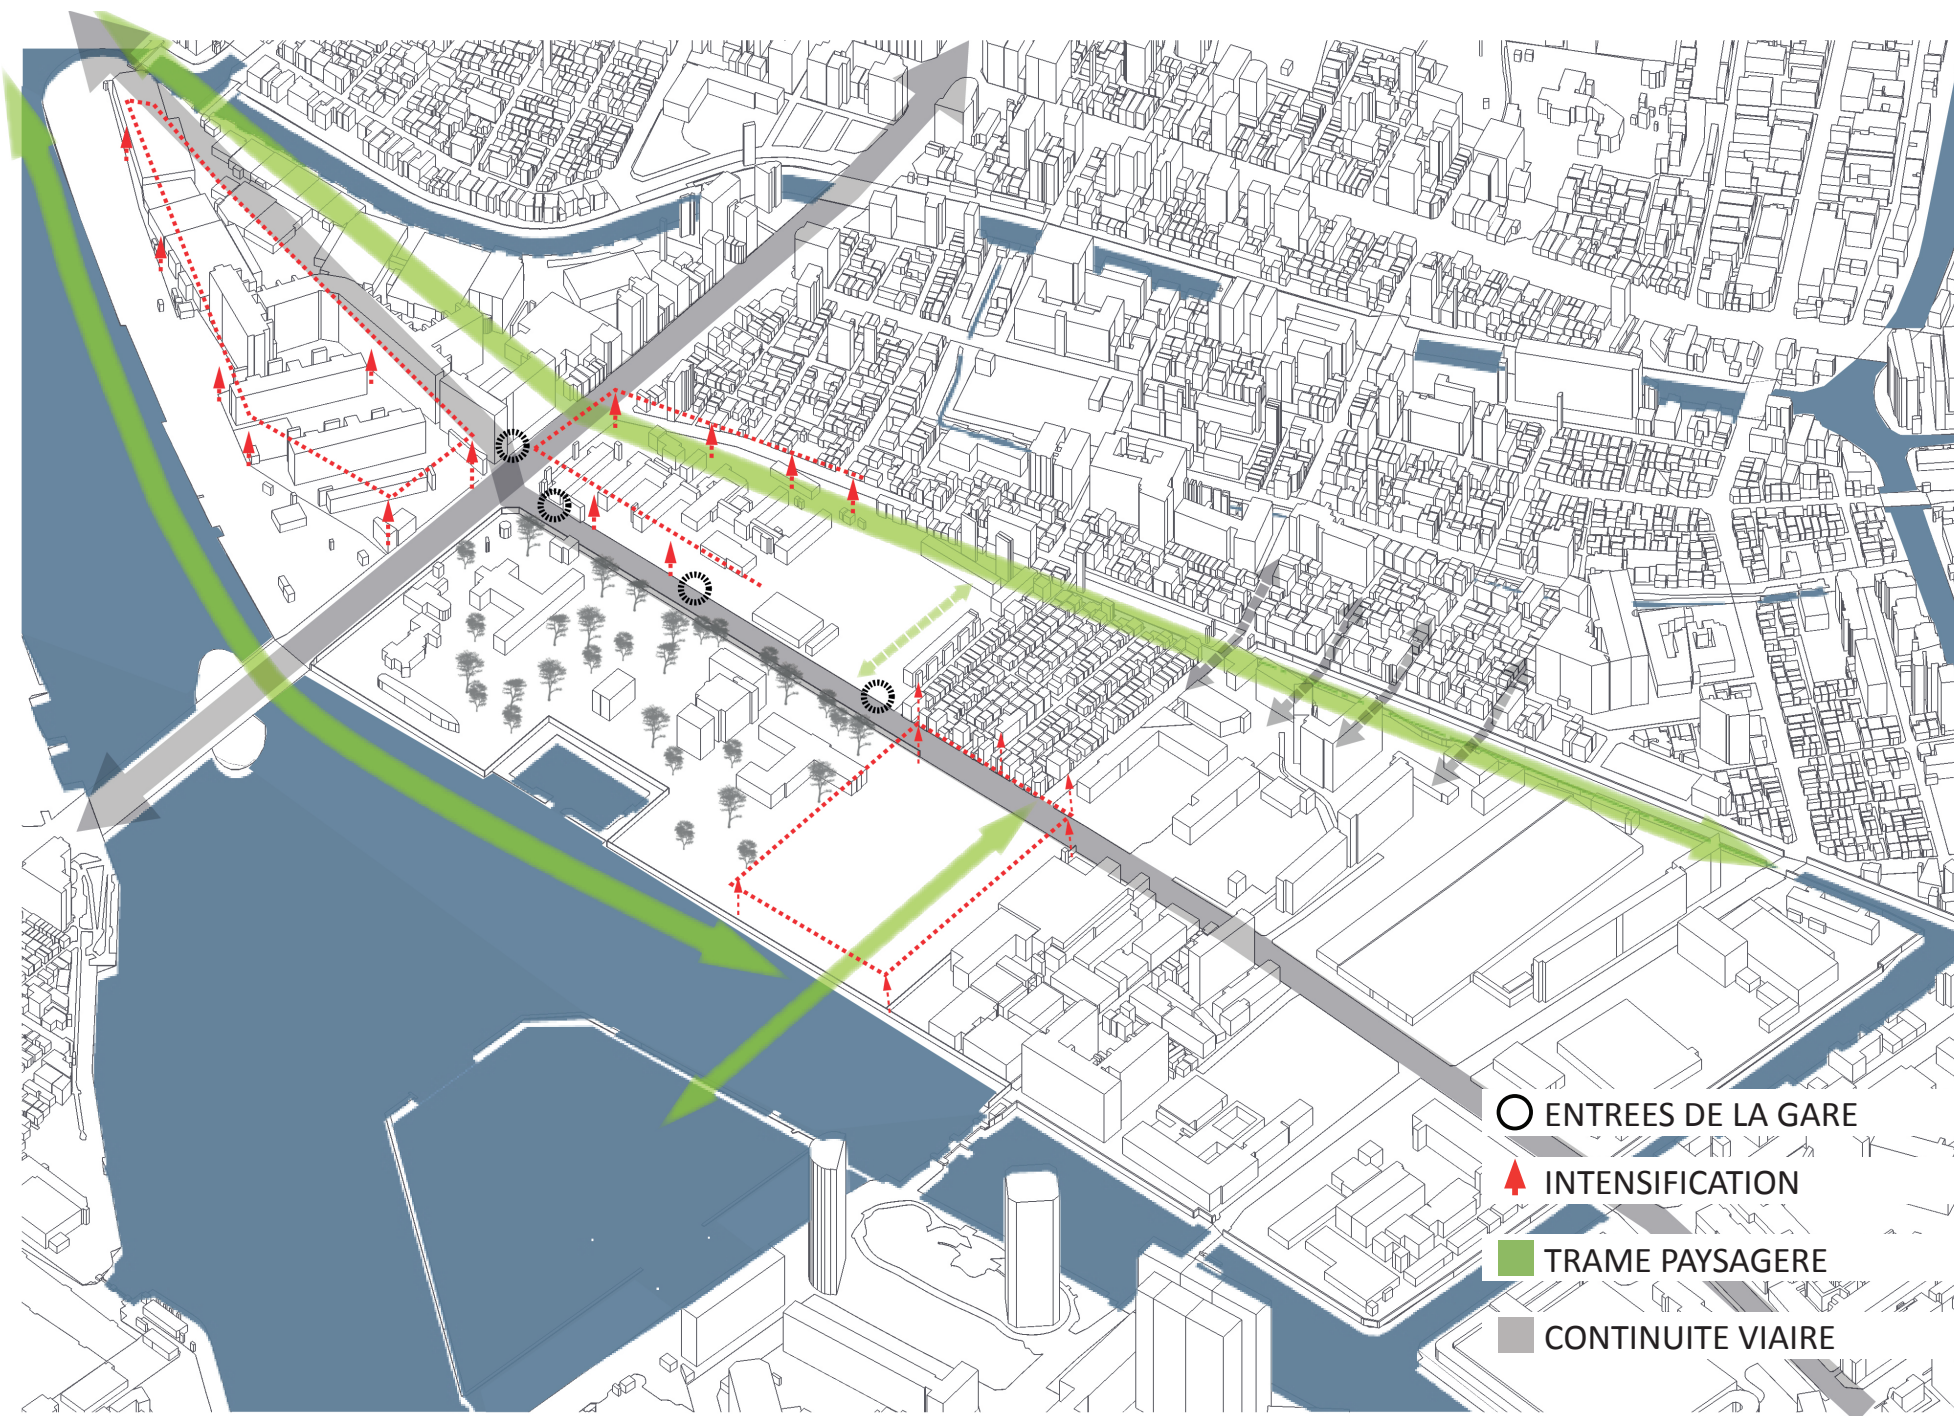 ENTREES DE LA GARE
INTENSIFICATION
TRAME PAYSAGERE
CONTINUITE VIAIRE